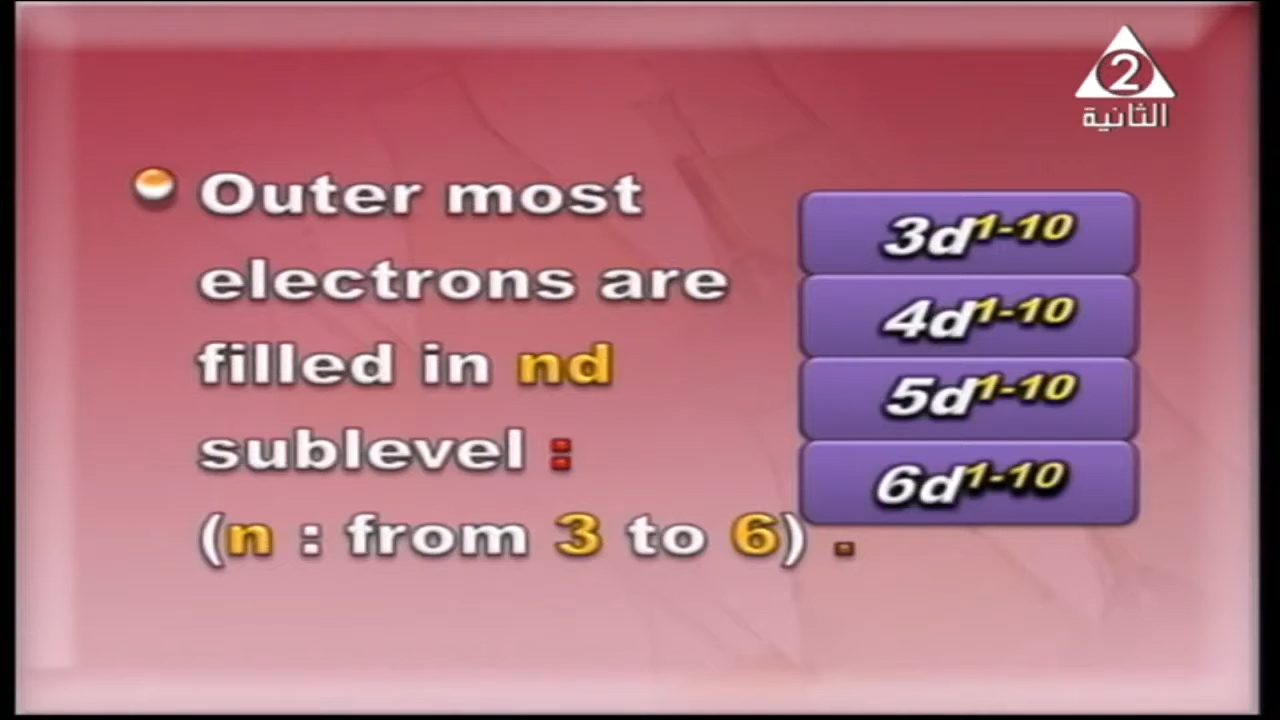 2
الثانية
Outer most
electrons are
filled in nd
sublevel :
(n : from 3 to 6) .
3d¹⁻¹⁰
4d¹⁻¹⁰
5d¹⁻¹⁰
6d¹⁻¹⁰